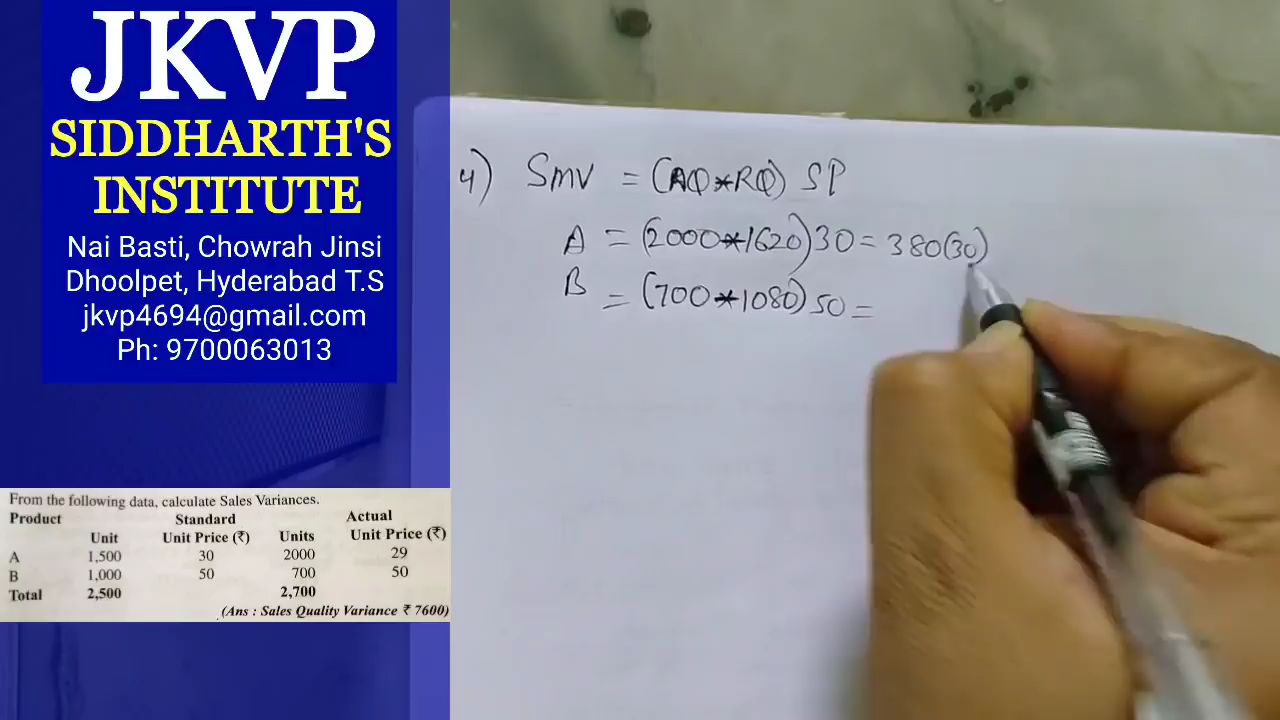 JKVP
SIDDHARTH'S
INSTITUTE
Nai Basti, Chowrah Jinsi
Dhoolpet, Hyderabad T.S
jkvp4694@gmail.com
Ph: 9700063013
4) SMV = (AQ*RQ) SP
A = (2000*1620)30 = 380(30)
B = (700*1080)50 =
From the following data, calculate Sales Variances.
Product Standard Actual
Unit Unit Price (₹) Units Unit Price (₹)
A 1,500 30 2000 29
B 1,000 50 700 50
Total 2,500 2,700
(Ans : Sales Quality Variance ₹ 7600)